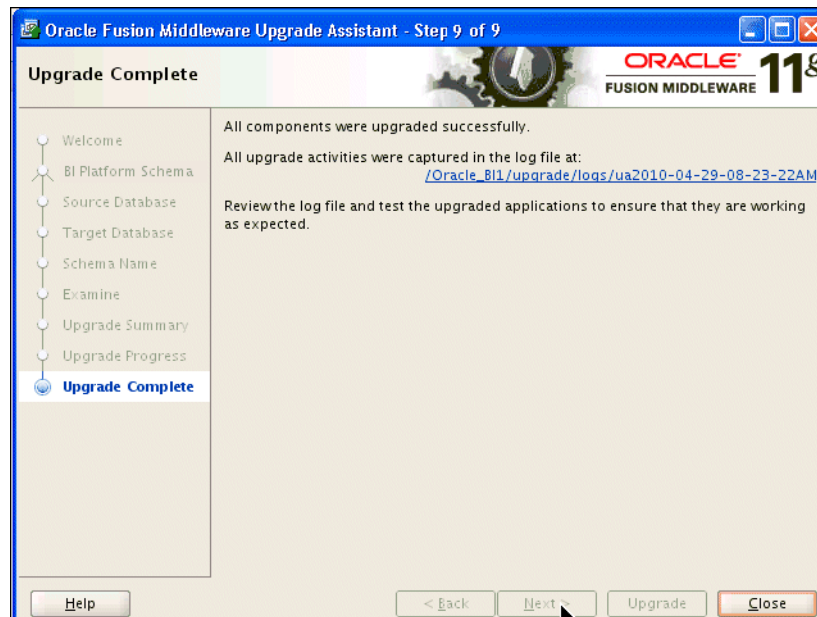 Oracle Fusion Middleware Upgrade Assistant - Step 9 of 9
Upgrade Complete
ORACLE
FUSION MIDDLEWARE
11g
Welcome
BI Platform Schema
Source Database
Target Database
Schema Name
Examine
Upgrade Summary
Upgrade Progress
Upgrade Complete
All components were upgraded successfully.
All upgrade activities were captured in the log file at:
/Oracle_BI1/upgrade/logs/ua2010-04-29-08-23-22AM
Review the log file and test the upgraded applications to ensure that they are working
as expected.
Help
< Back
Next >
Upgrade
Close